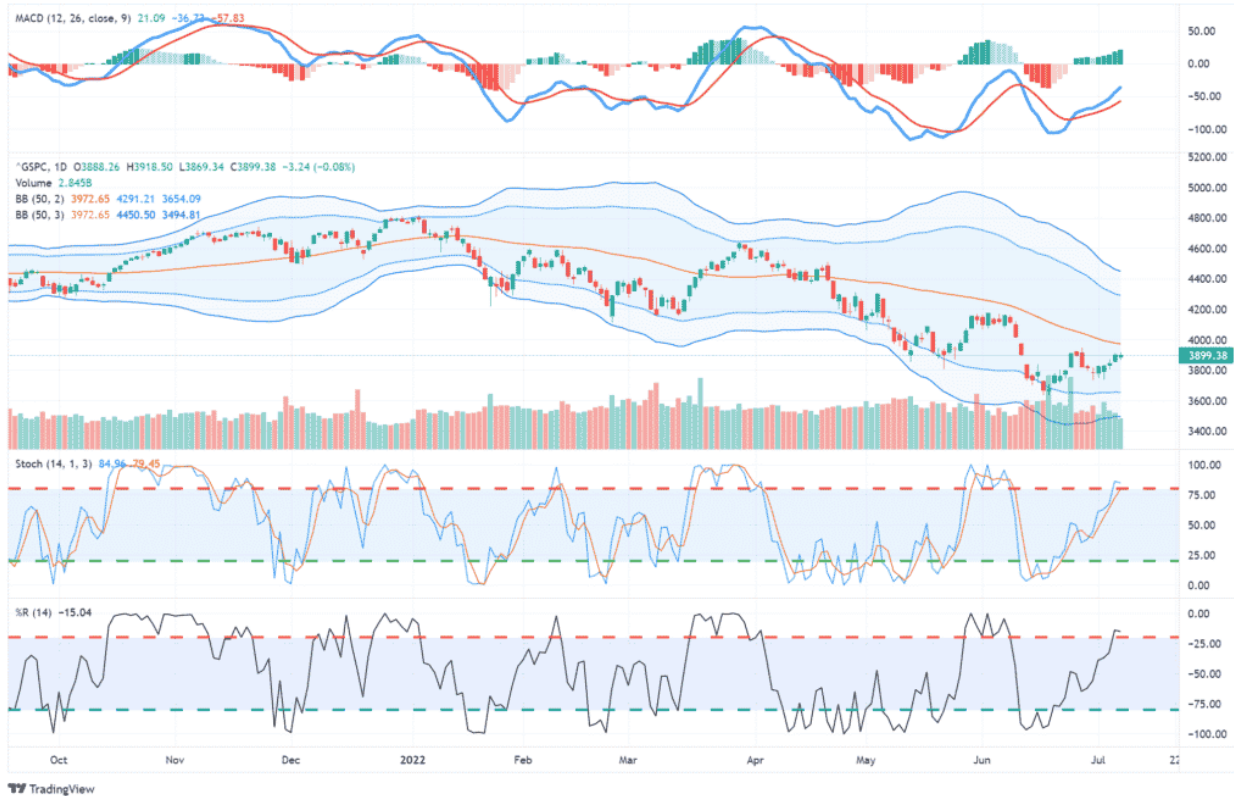 MACD (12, 26, close, 9) 21.09 −36.73 −57.83
50.00
0.00
−50.00
−100.00
^GSPC, 1D O3888.26 H3918.50 L3869.34 C3899.38 −3.24 (−0.08%)
Volume 2.845B
BB (50, 2) 3972.65 4291.21 3654.09
BB (50, 3) 3972.65 4450.50 3494.81
5200.00
5000.00
4800.00
4600.00
4400.00
4200.00
4000.00
3899.38
3800.00
3600.00
3400.00
Stoch (14, 1, 3) 84.96 79.45
100.00
75.00
50.00
25.00
0.00
%R (14) −15.04
0.00
−25.00
−50.00
−75.00
−100.00
Oct Nov Dec 2022 Feb Mar Apr May Jun Jul 22
TradingView